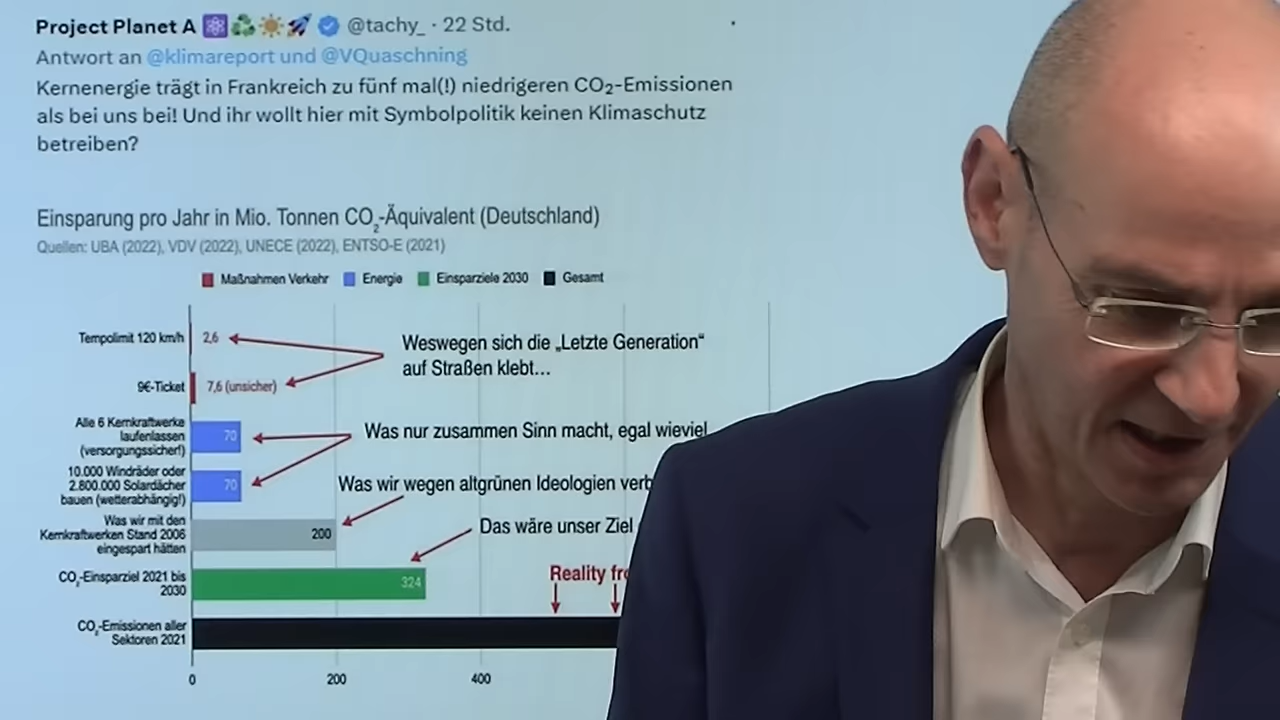 Project Planet A @tachy_ · 22 Std.
Antwort an @klimareport und @VQuaschning
Kernenergie trägt in Frankreich zu fünf mal(!) niedrigeren CO₂-Emissionen
als bei uns bei! Und ihr wollt hier mit Symbolpolitik keinen Klimaschutz
betreiben?
Einsparung pro Jahr in Mio. Tonnen CO₂-Äquivalent (Deutschland)
Quellen: UBA (2022), VDV (2022), UNECE (2022), ENTSO-E (2021)
Maßnahmen Verkehr Energie Einsparziele 2030 Gesamt
Tempolimit 120 km/h 2,6
Weswegen sich die „Letzte Generation“
auf Straßen klebt...
9€-Ticket 7,6 (unsicher)
Alle 6 Kernkraftwerke
laufenlassen
(versorgungssicher!)
70
Was nur zusammen Sinn macht, egal wieviel
10.000 Windräder oder
2.800.000 Solardächer
bauen (wetterabhängig!)
70
Was wir wegen altgrünen Ideologien verb
Was wir mit den
Kernkraftwerken Stand 2006
eingespart hätten
200
Das wäre unser Ziel
CO₂-Einsparziel 2021 bis
2030
324
Reality fr
CO₂-Emissionen aller
Sektoren 2021
0 200 400